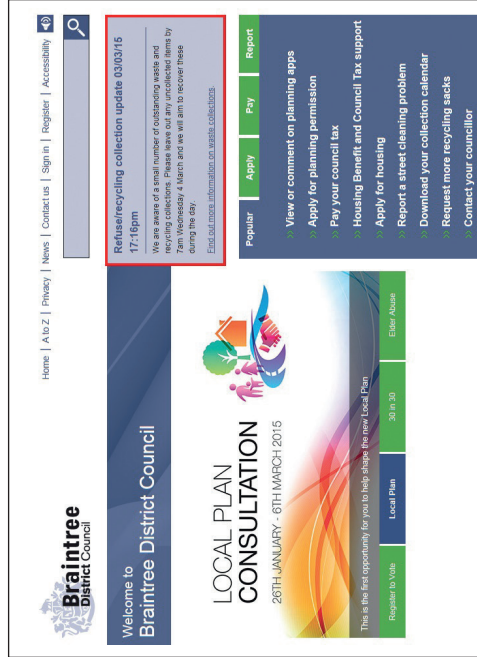 Braintree
District Council
Home | A to Z | Privacy | News | Contact us | Sign in | Register | Accessibility
Welcome to
Braintree District Council
Refuse/recycling collection update 03/03/15
17:16pm
We are aware of a small number of outstanding waste and
recycling collections. Please leave out any uncollected items by
7am Wednesday 4 March and we will aim to recover these
during the day.
Find out more information on waste collections.
LOCAL PLAN
CONSULTATION
26TH JANUARY - 6TH MARCH 2015
This is the first opportunity for you to help shape the new Local Plan
Register to Vote
Local Plan
30 in 30
Elder Abuse
Popular
Apply
Pay
Report
» View or comment on planning apps
» Apply for planning permission
» Pay your council tax
» Housing Benefit and Council Tax support
» Apply for housing
» Report a street cleaning problem
» Download your collection calendar
» Request more recycling sacks
» Contact your councillor